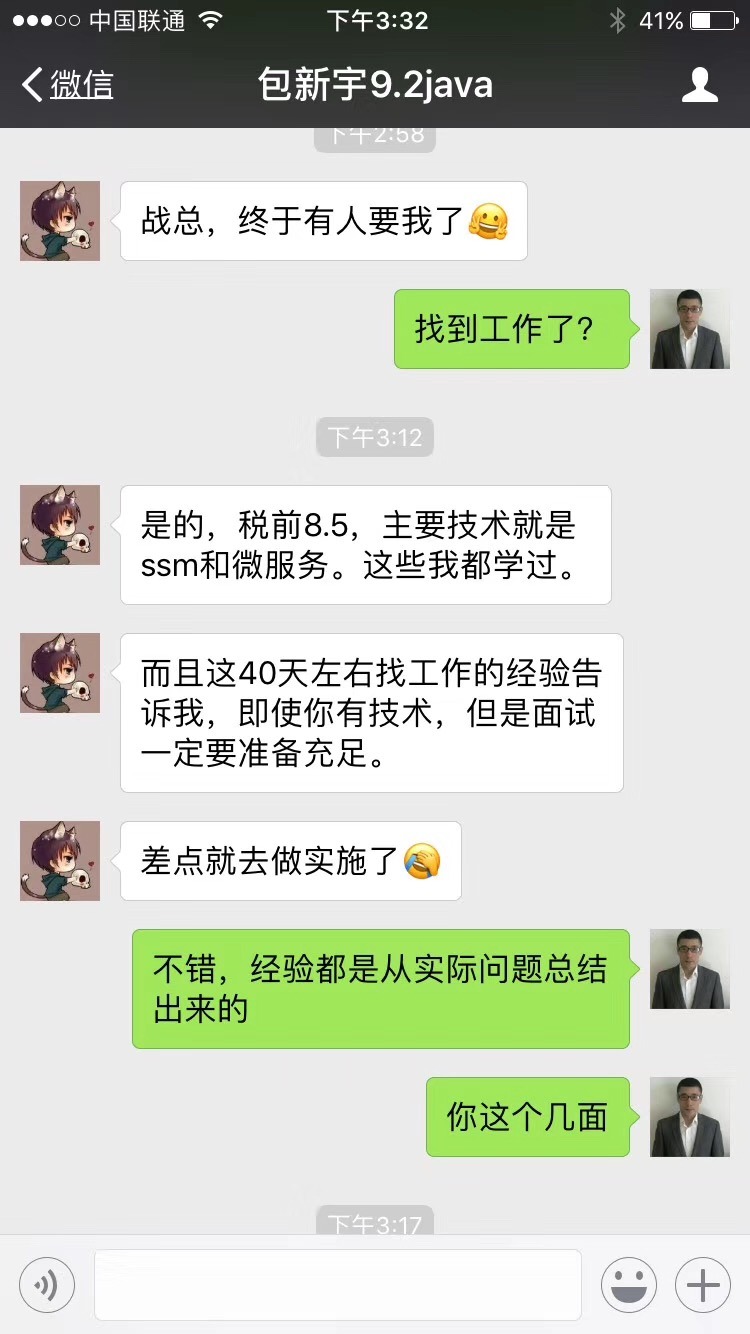 中国联通 下午3:32 41%
微信 包新宇9.2java
下午2:58
战总，终于有人要我了🤗
找到工作了?
下午3:12
是的，税前8.5，主要技术就是
ssm和微服务。这些我都学过。
而且这40天左右找工作的经验告
诉我，即使你有技术，但是面试
一定要准备充足。
差点就去做实施了🤦
不错，经验都是从实际问题总结
出来的
你这个几面
下午3:17